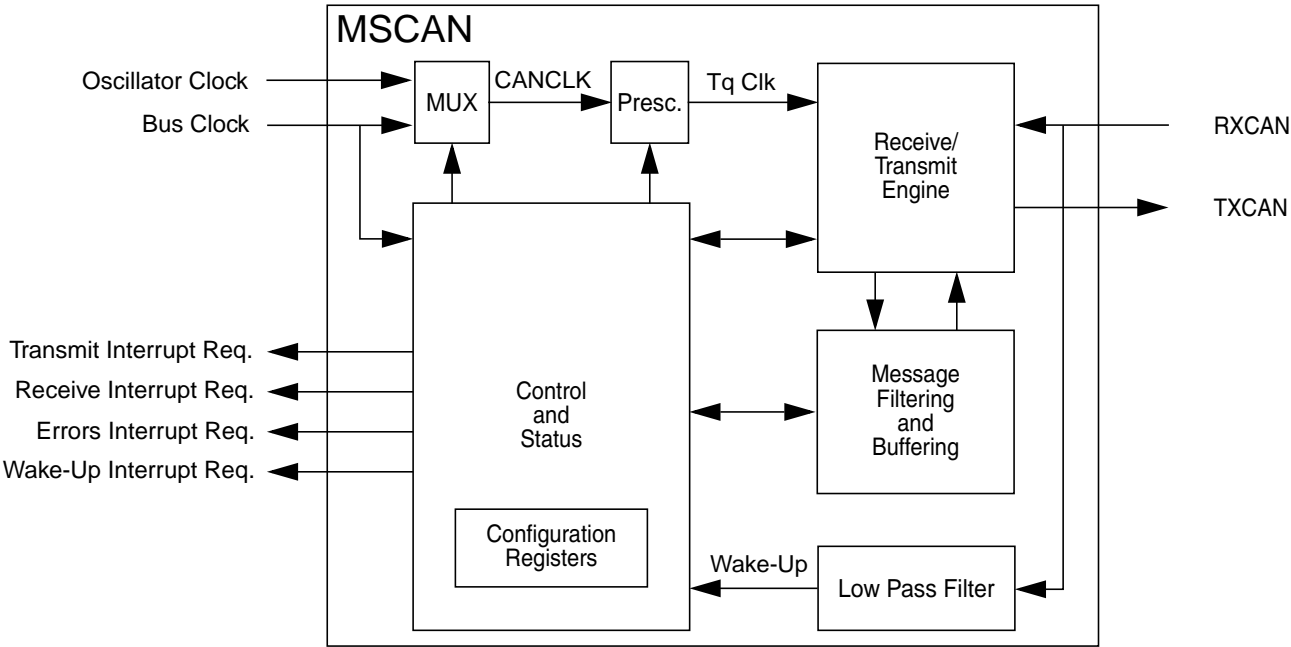 MSCAN
Oscillator Clock
MUX
CANCLK
Presc.
Tq Clk
Bus Clock
RXCAN
Receive/
Transmit
Engine
TXCAN
Transmit Interrupt Req.
Receive Interrupt Req.
Errors Interrupt Req.
Wake-Up Interrupt Req.
Control
and
Status
Message
Filtering
and
Buffering
Configuration
Registers
Wake-Up
Low Pass Filter